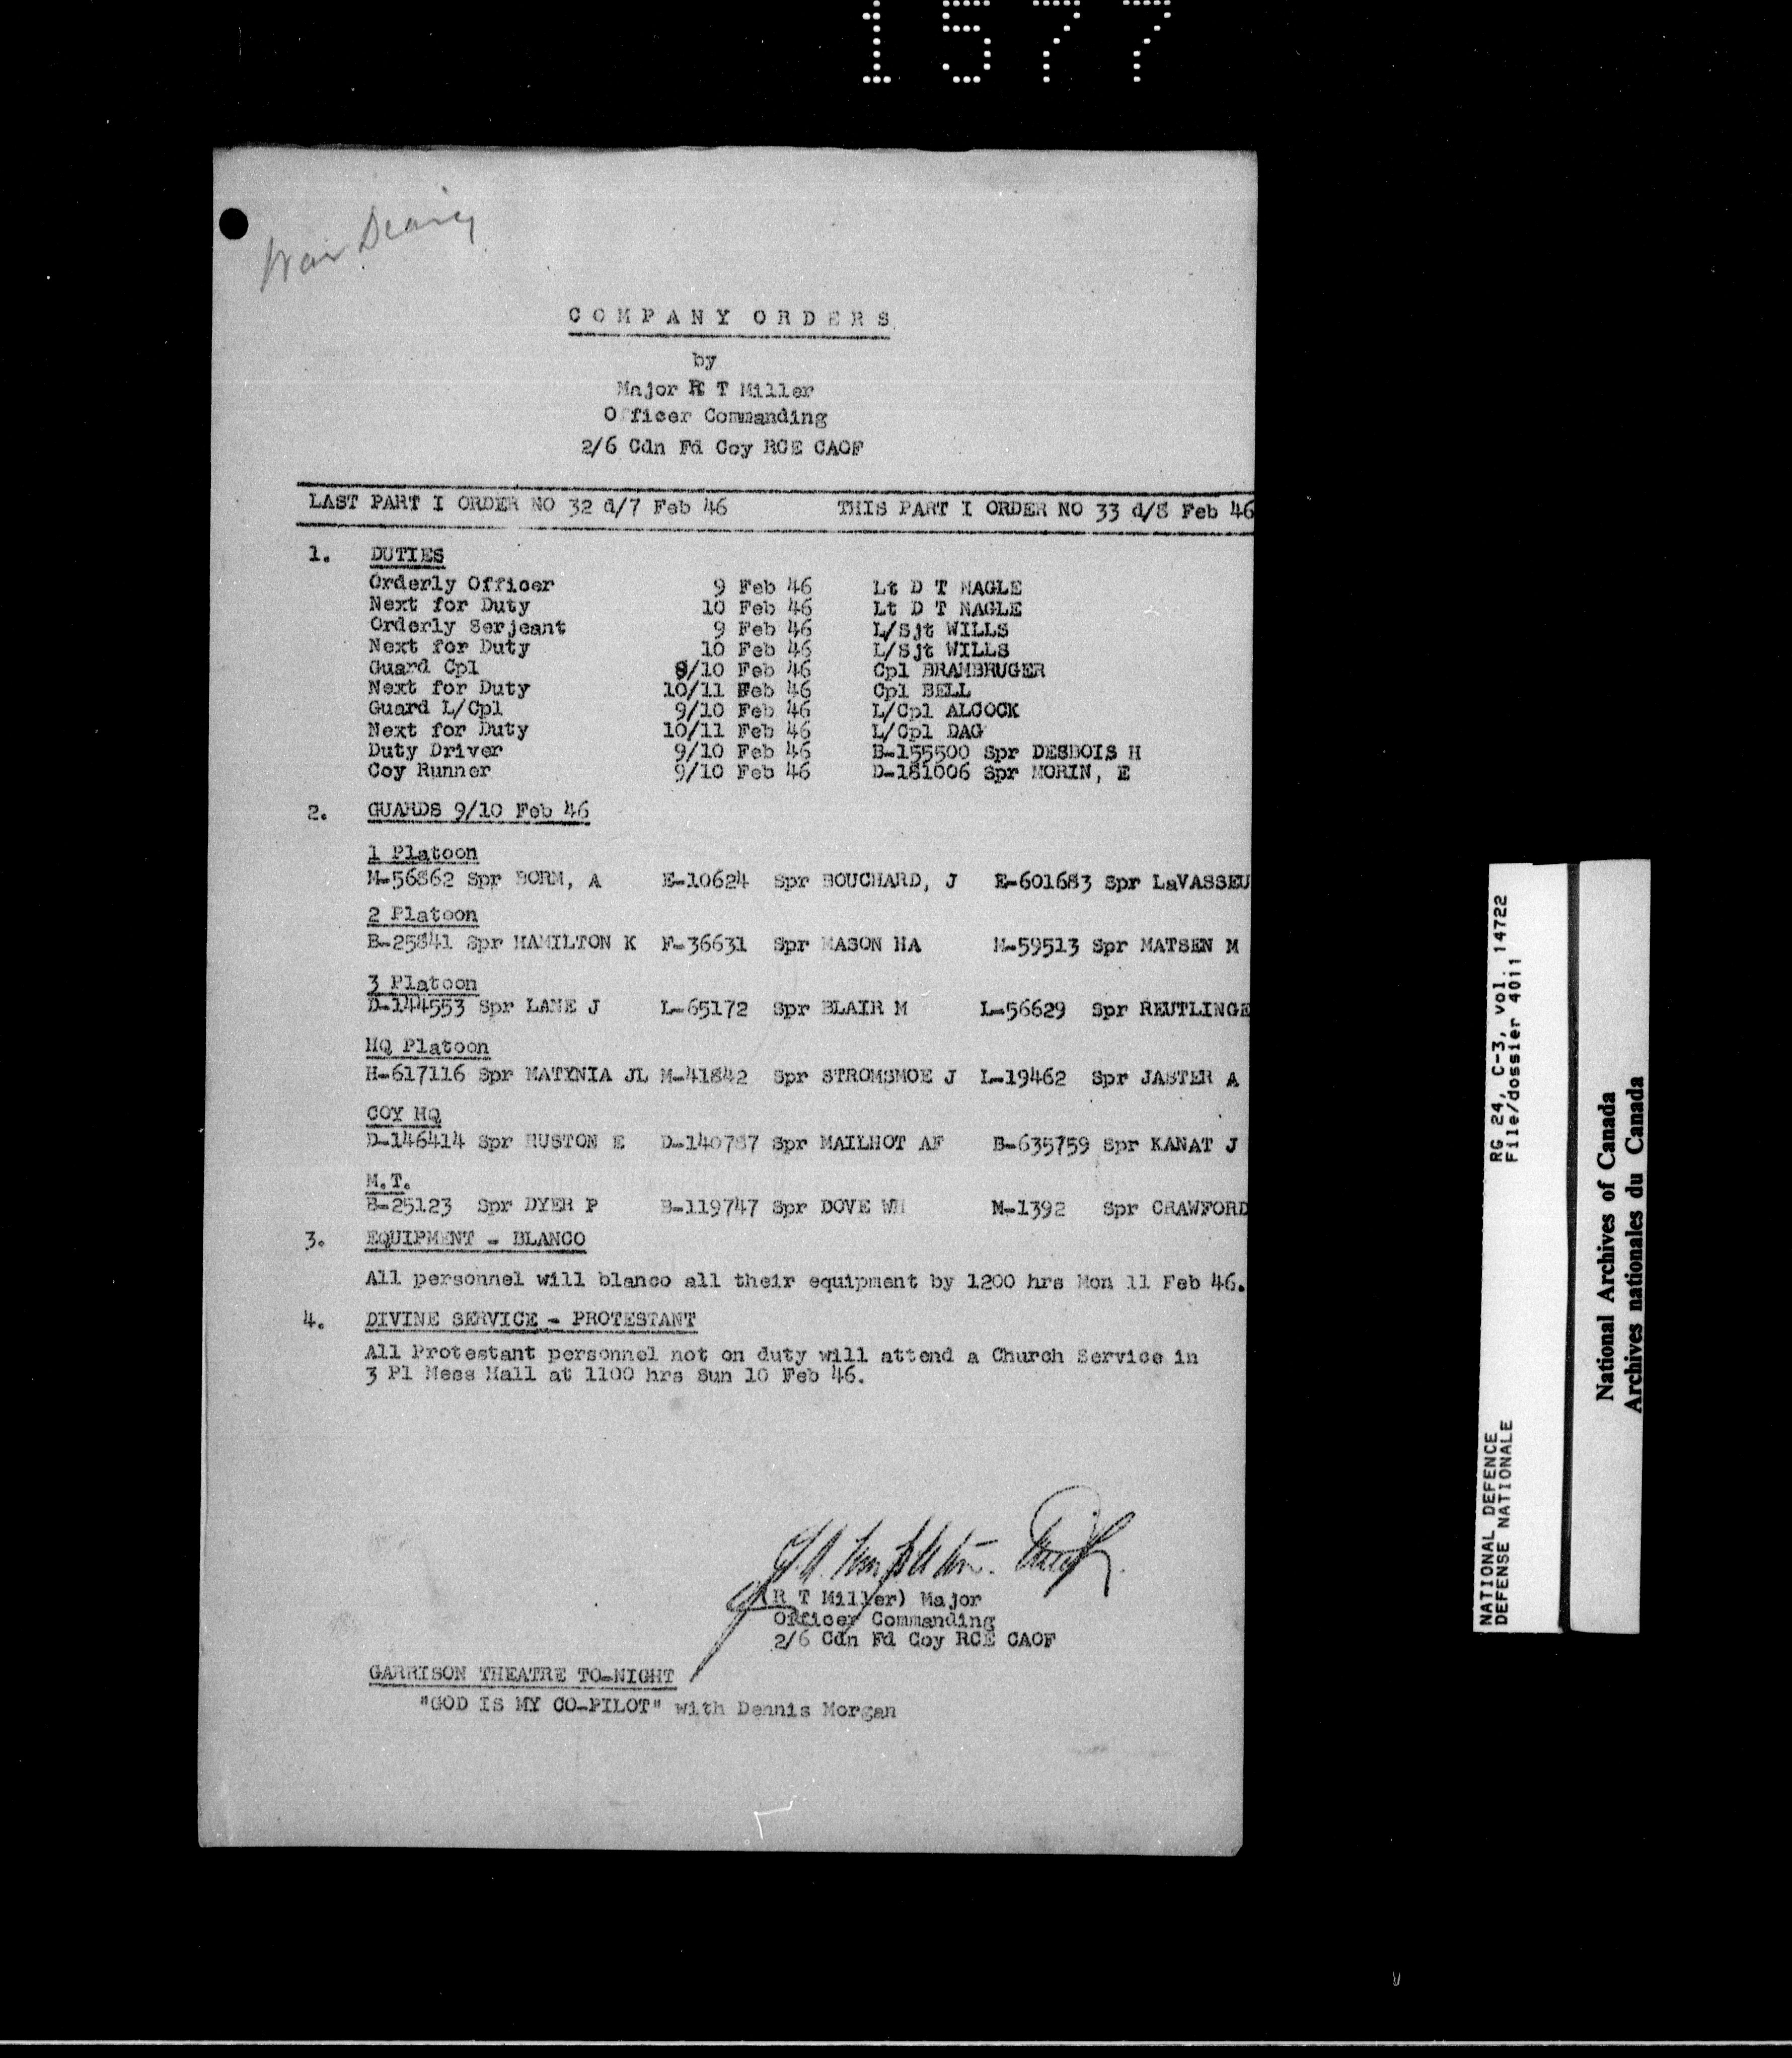 1577
War Diary
COMPANY ORDERS
by
Major R T Miller
Officer Commanding
2/6 Cdn Fd Coy RCE CAOF
LAST PART I ORDER NO 32 d/7 Feb 46 THIS PART I ORDER NO 33 d/8 Feb 46
1. DUTIES
Orderly Officer 9 Feb 46 Lt D T NAGLE
Next for Duty 10 Feb 46 Lt D T NAGLE
Orderly Serjeant 9 Feb 46 L/Sjt WILLS
Next for Duty 10 Feb 46 L/Sjt WILLS
Guard Cpl 9/10 Feb 46 Cpl BRAMBRUGER
Next for Duty 10/11 Feb 46 Cpl BELL
Guard L/Cpl 9/10 Feb 46 L/Cpl ALCOCK
Next for Duty 10/11 Feb 46 L/Cpl DAG
Duty Driver 9/10 Feb 46 B-155500 Spr DESBOIS H
Coy Runner 9/10 Feb 46 D-181006 Spr MORIN, E
2. GUARDS 9/10 Feb 46
1 Platoon
M-56862 Spr BORM, A E-10624 Spr BOUCHARD, J E-601683 Spr LaVASSEU
2 Platoon
B-25841 Spr HAMILTON K F-36631 Spr MASON HA M-59513 Spr MATSEN M
3 Platoon
D-144553 Spr LANE J L-65172 Spr BLAIR M L-56629 Spr REUTLINGE
HQ Platoon
H-617116 Spr MATYNIA JL M-41842 Spr STROMSMOE J L-19462 Spr JASTER A
COY HQ
D-146414 Spr HUSTON E D-140787 Spr MAILHOT AF B-635759 Spr KANAT J
M.T.
B-25123 Spr DYER P B-119747 Spr DOVE WH M-1392 Spr CRAWFORD
3. EQUIPMENT - BLANCO
All personnel will blanco all their equipment by 1200 hrs Mon 11 Feb 46.
4. DIVINE SERVICE - PROTESTANT
All Protestant personnel not on duty will attend a Church Service in
3 Pl Mess Hall at 1100 hrs Sun 10 Feb 46.
(R T Miller) Major
Officer Commanding
2/6 Cdn Fd Coy RCE CAOF
GARRISON THEATRE TO-NIGHT
"GOD IS MY CO-PILOT" with Dennis Morgan
NATIONAL DEFENCE RG 24, C-3, vol. 14722
DEFENSE NATIONALE File/dossier 4011
National Archives of Canada
Archives nationales du Canada